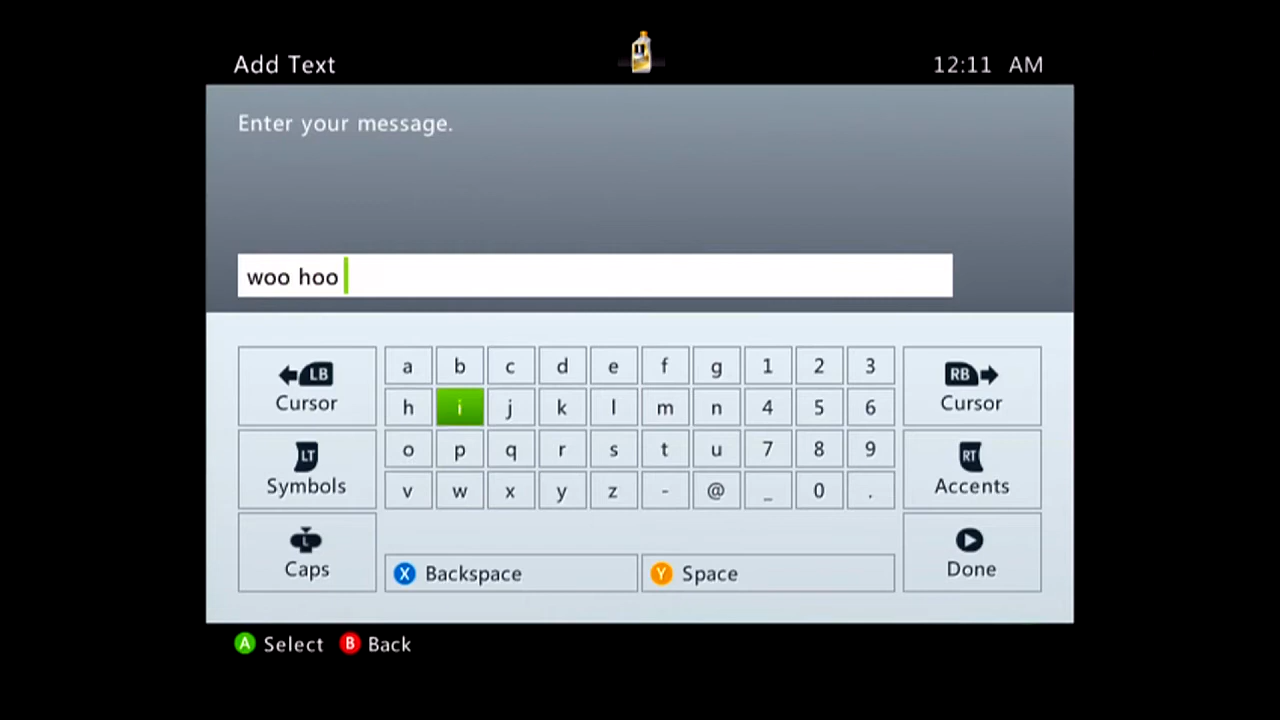 Add Text
12:11 AM
Enter your message.
woo hoo
LB
Cursor
a b c d e f g 1 2 3
RB
Cursor
h i j k l m n 4 5 6
LT
Symbols
o p q r s t u 7 8 9
RT
Accents
v w x y z - @ _ 0 .
L
Caps
X Backspace
Y Space
Done
A Select B Back